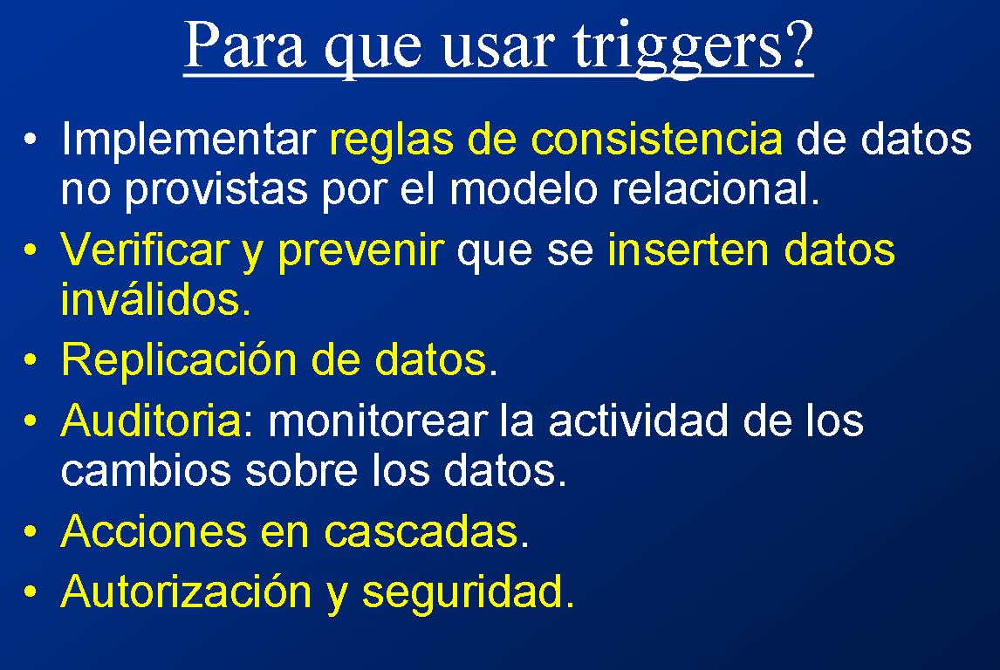 Para que usar triggers?
• Implementar reglas de consistencia de datos
no provistas por el modelo relacional.
• Verificar y prevenir que se inserten datos
inválidos.
• Replicación de datos.
• Auditoria: monitorear la actividad de los
cambios sobre los datos.
• Acciones en cascadas.
• Autorización y seguridad.